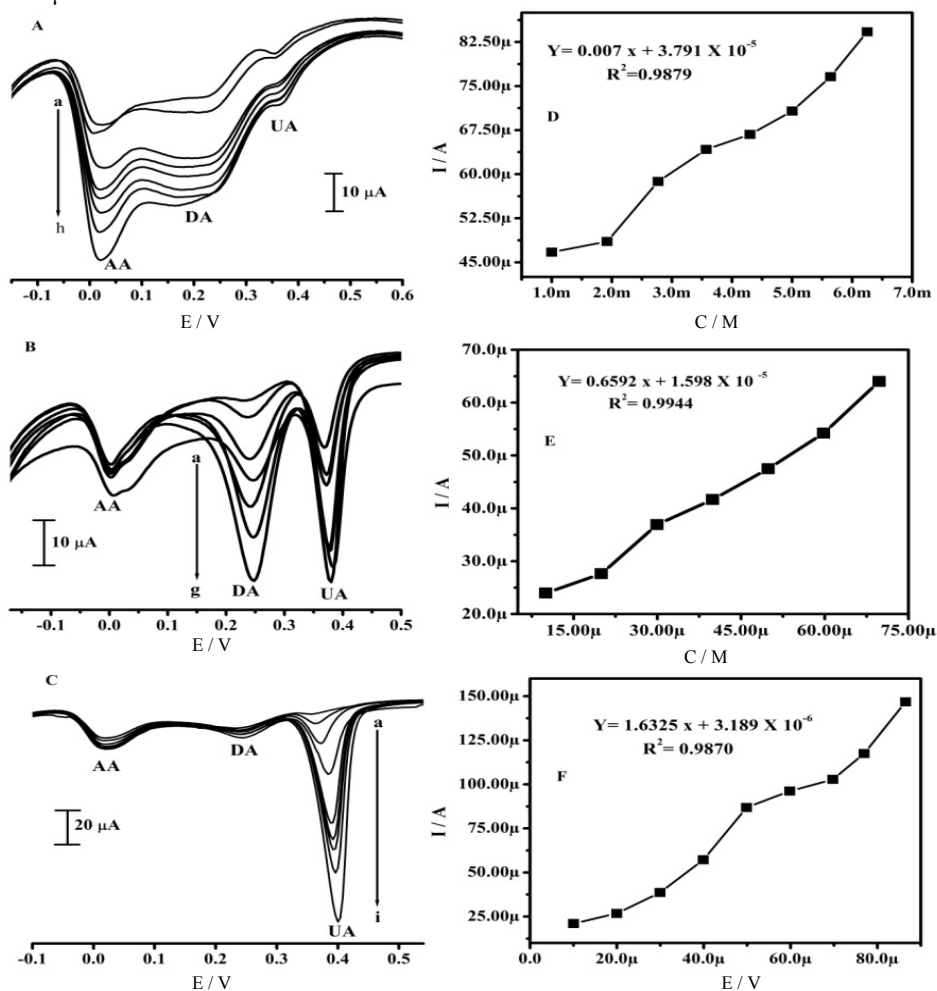 A
a
h
AA
DA
UA
10 µA
-0.1 0.0 0.1 0.2 0.3 0.4 0.5 0.6
E / V
82.50µ
75.00µ
67.50µ
60.00µ
52.50µ
45.00µ
I / A
Y= 0.007 x + 3.791 X 10-5
R2=0.9879
D
1.0m 2.0m 3.0m 4.0m 5.0m 6.0m 7.0m
C / M
B
AA
a
g
DA
UA
10 µA
-0.1 0.0 0.1 0.2 0.3 0.4 0.5
E / V
70.0µ
60.0µ
50.0µ
40.0µ
30.0µ
20.0µ
I / A
Y= 0.6592 x + 1.598 X 10 -5
R2= 0.9944
E
15.00µ 30.00µ 45.00µ 60.00µ 75.00µ
C / M
C
AA
DA
a
i
UA
20 µA
-0.1 0.0 0.1 0.2 0.3 0.4 0.5
E / V
150.00µ
125.00µ
100.00µ
75.00µ
50.00µ
25.00µ
I / A
Y= 1.6325 x + 3.189 X 10-6
R2= 0.9870
F
0.0 20.0µ 40.0µ 60.0µ 80.0µ
E / V